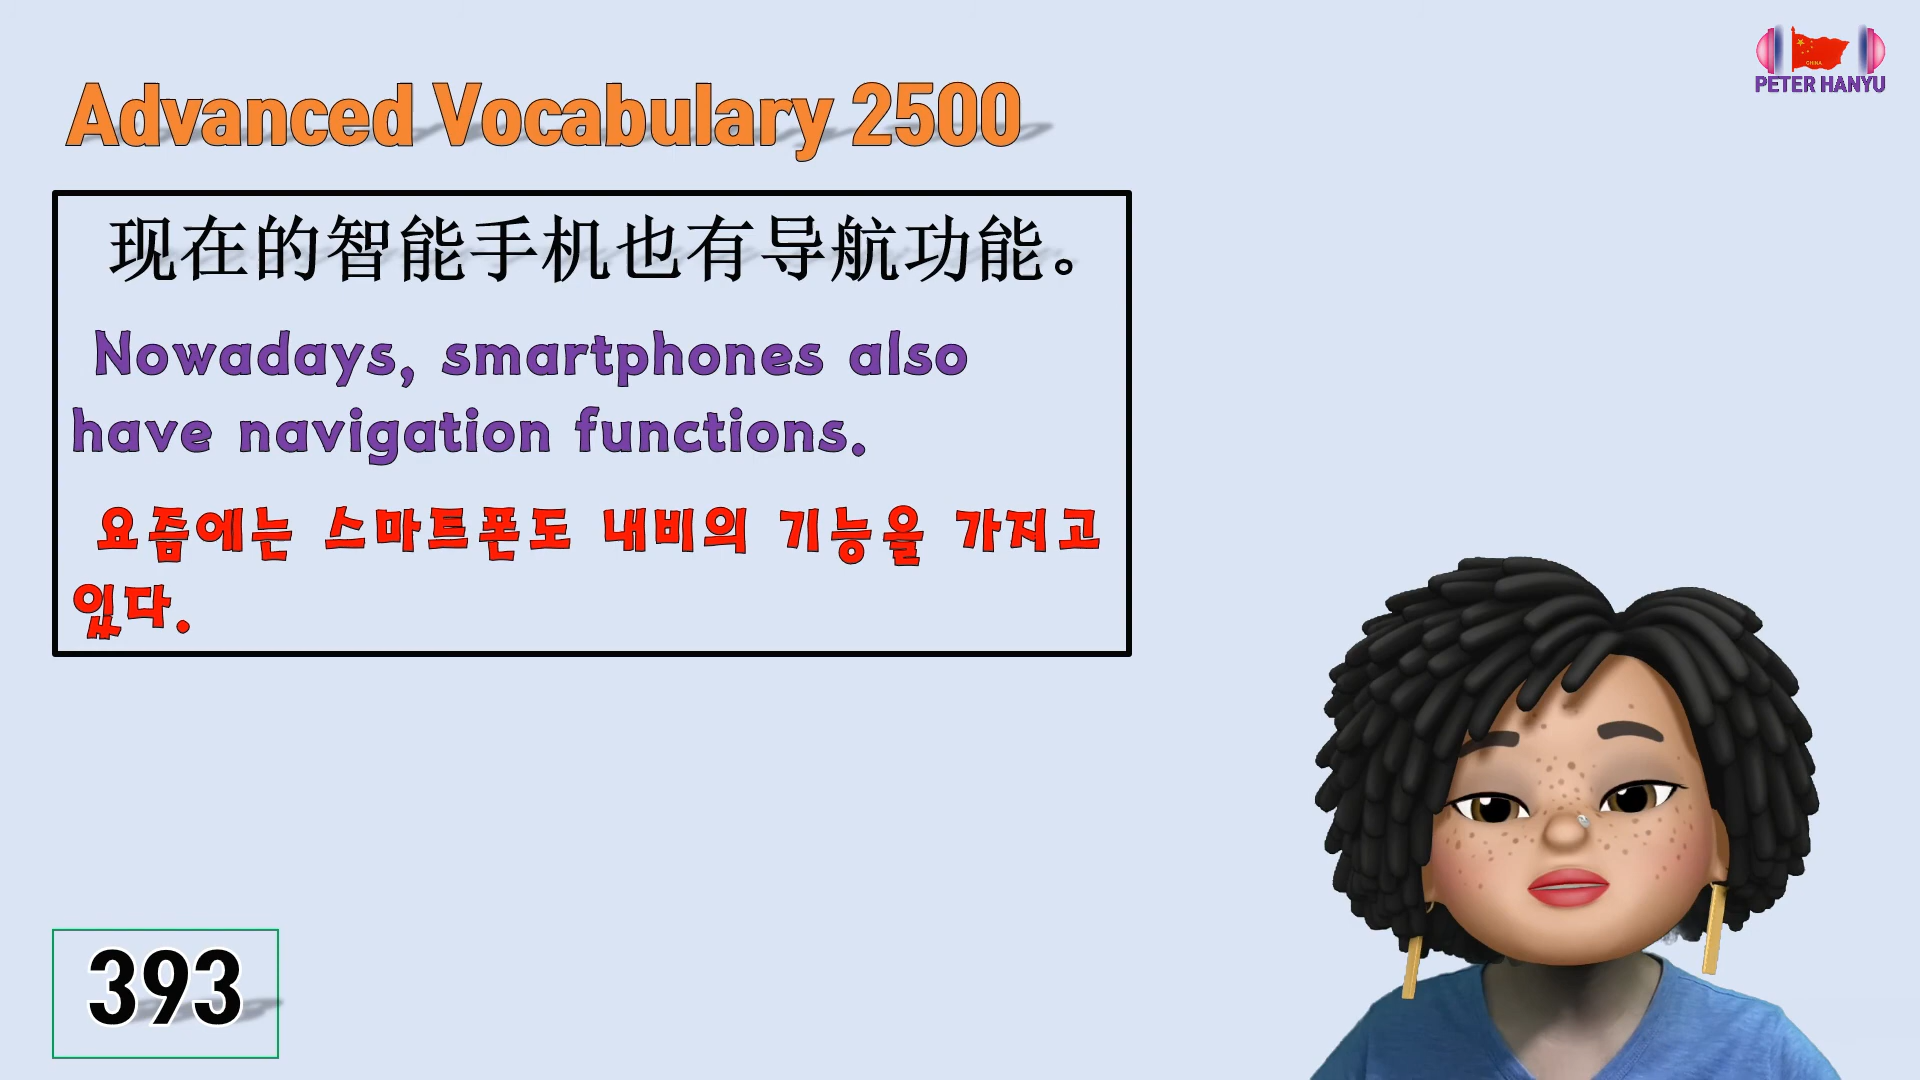 PETER HANYU
Advanced Vocabulary 2500
现在的智能手机也有导航功能。
Nowadays, smartphones also
have navigation functions.
요즘에는 스마트폰도 내비의 기능을 가지고
있다.
393